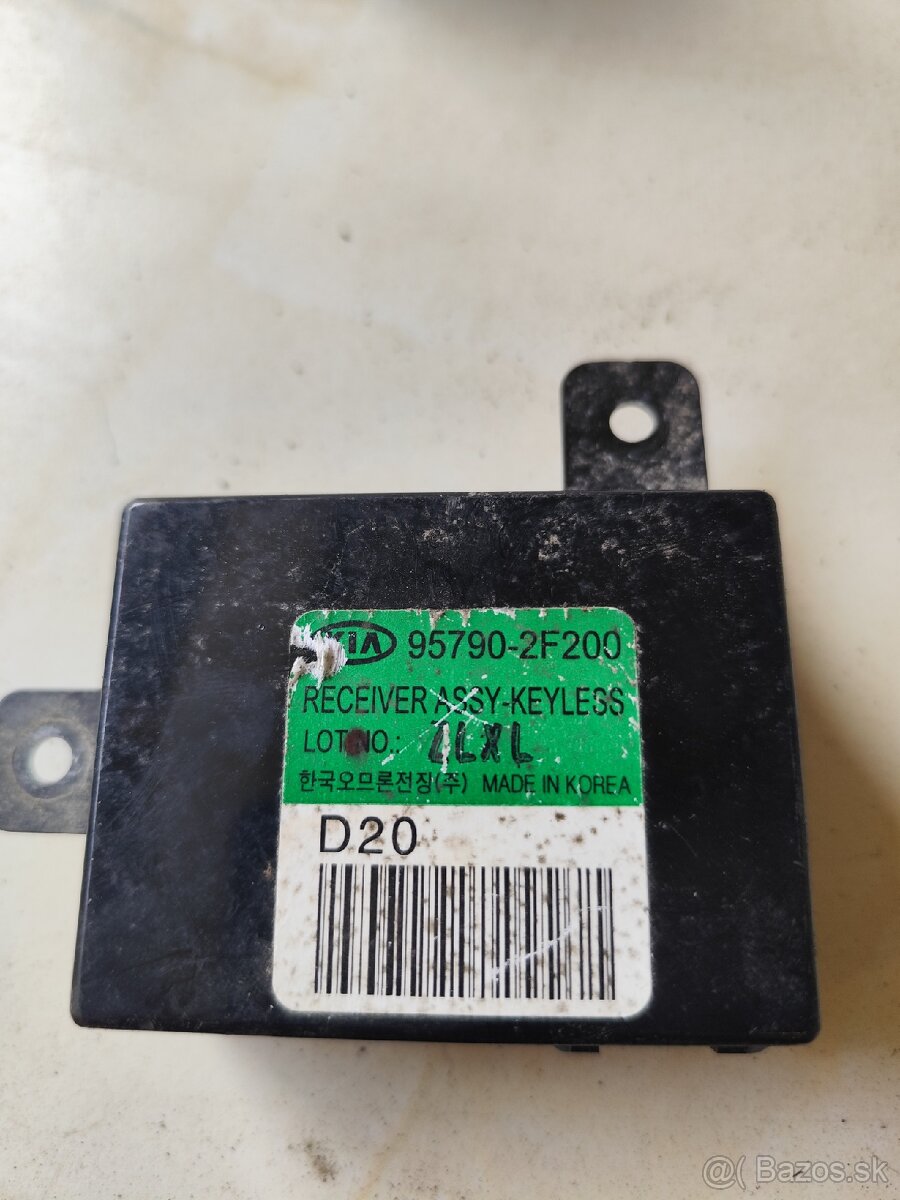 KIA 95790-2F200
RECEIVER ASSY-KEYLESS
LOT NO.: LLXL
한국오므론전장(주) MADE IN KOREA
D20
@( Bazos.sk